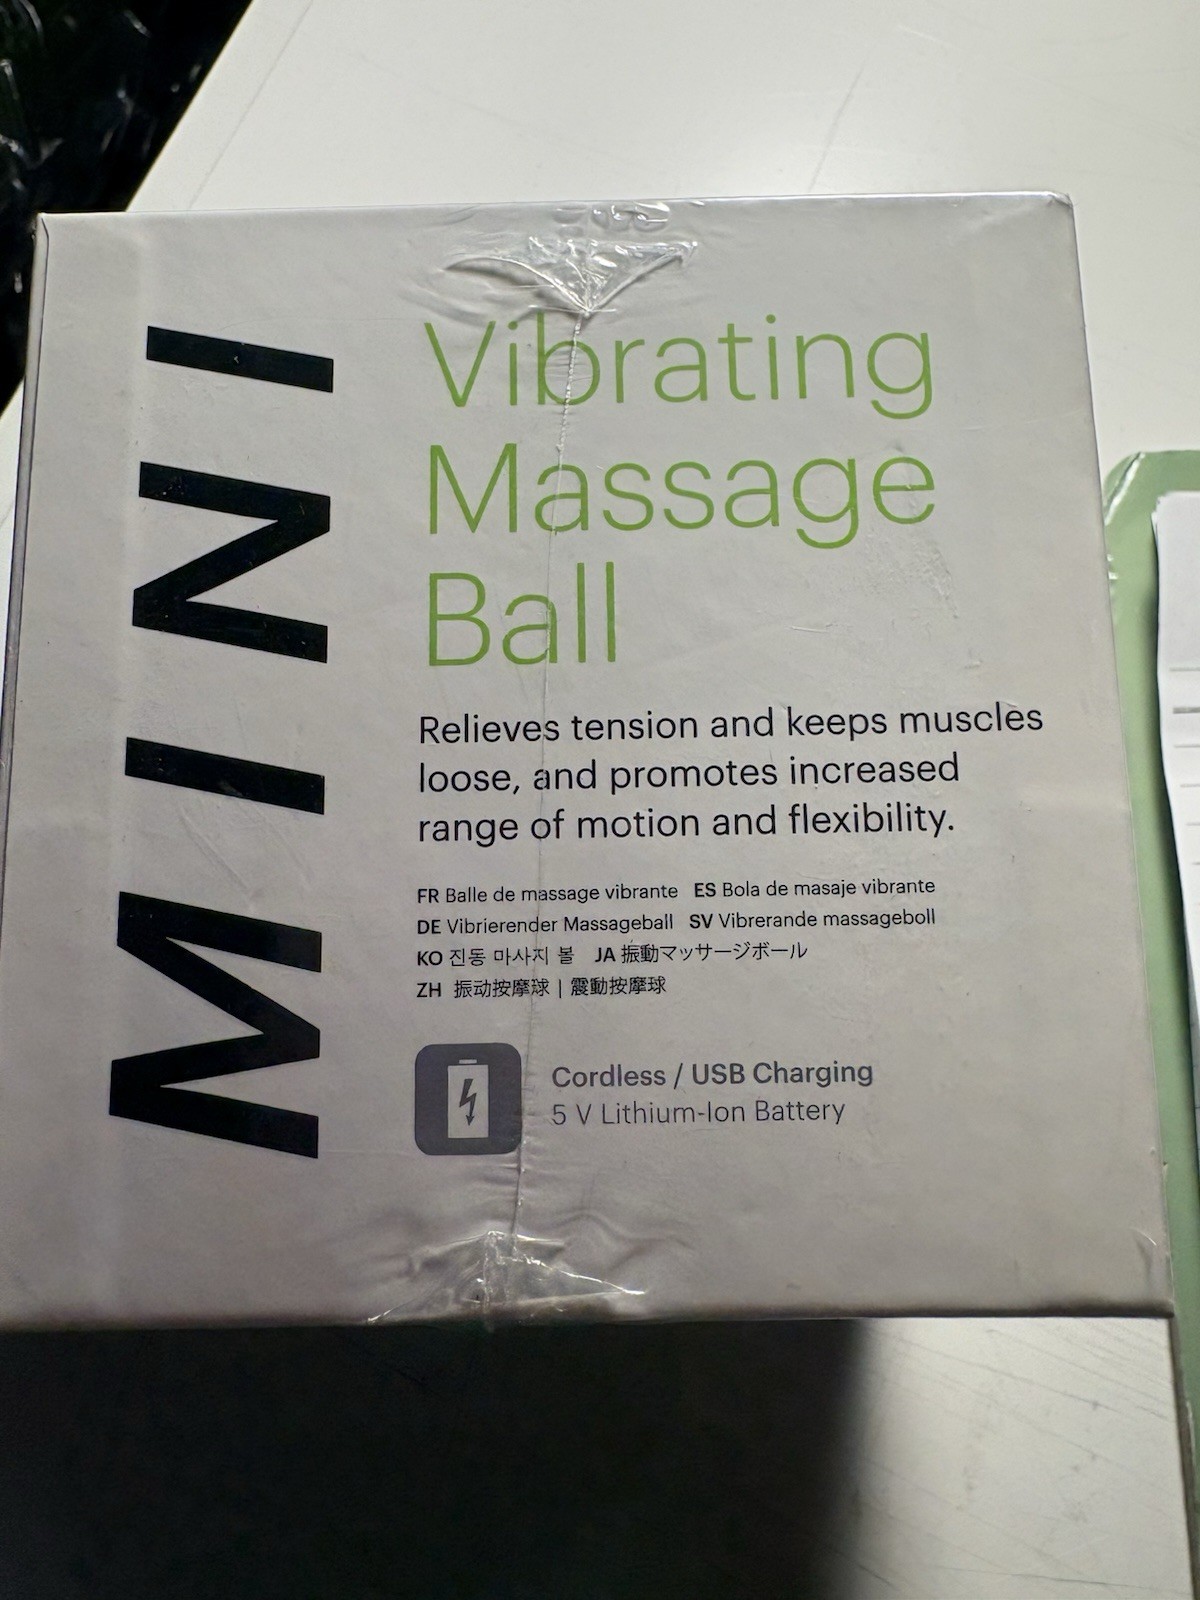 MINI
Vibrating
Massage
Ball
Relieves tension and keeps muscles
loose, and promotes increased
range of motion and flexibility.
FR Balle de massage vibrante ES Bola de masaje vibrante
DE Vibrierender Massageball SV Vibrerande massageboll
KO 진동 마사지 볼 JA 振動マッサージボール
ZH 振动按摩球 | 震動按摩球
Cordless / USB Charging
5 V Lithium-Ion Battery